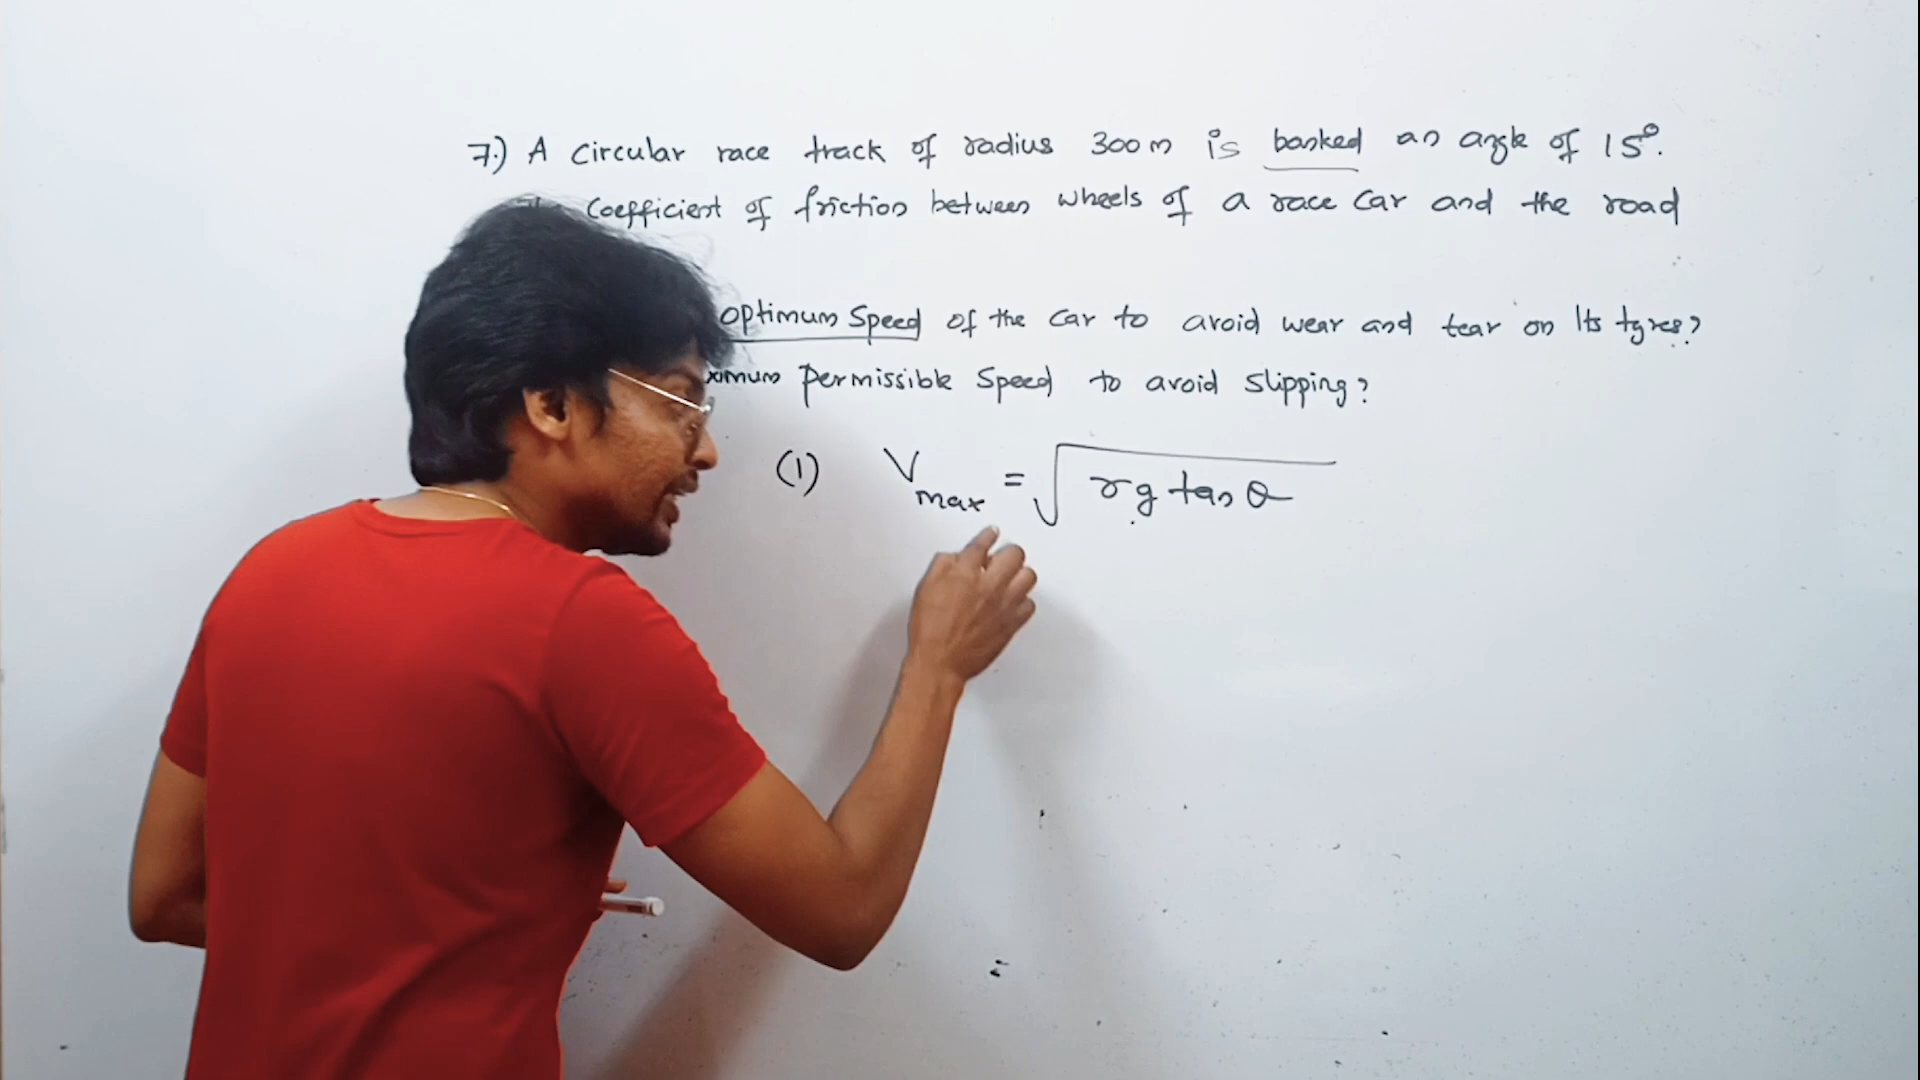 7.) A Circular race track of radius 300 m is banked an angle of 15°.
Coefficient of friction between wheels of a race Car and the road
optimum Speed of the car to avoid wear and tear on Its tyres?
ximum permissible Speed to avoid slipping?
(1) Vmax = √rg tan θ